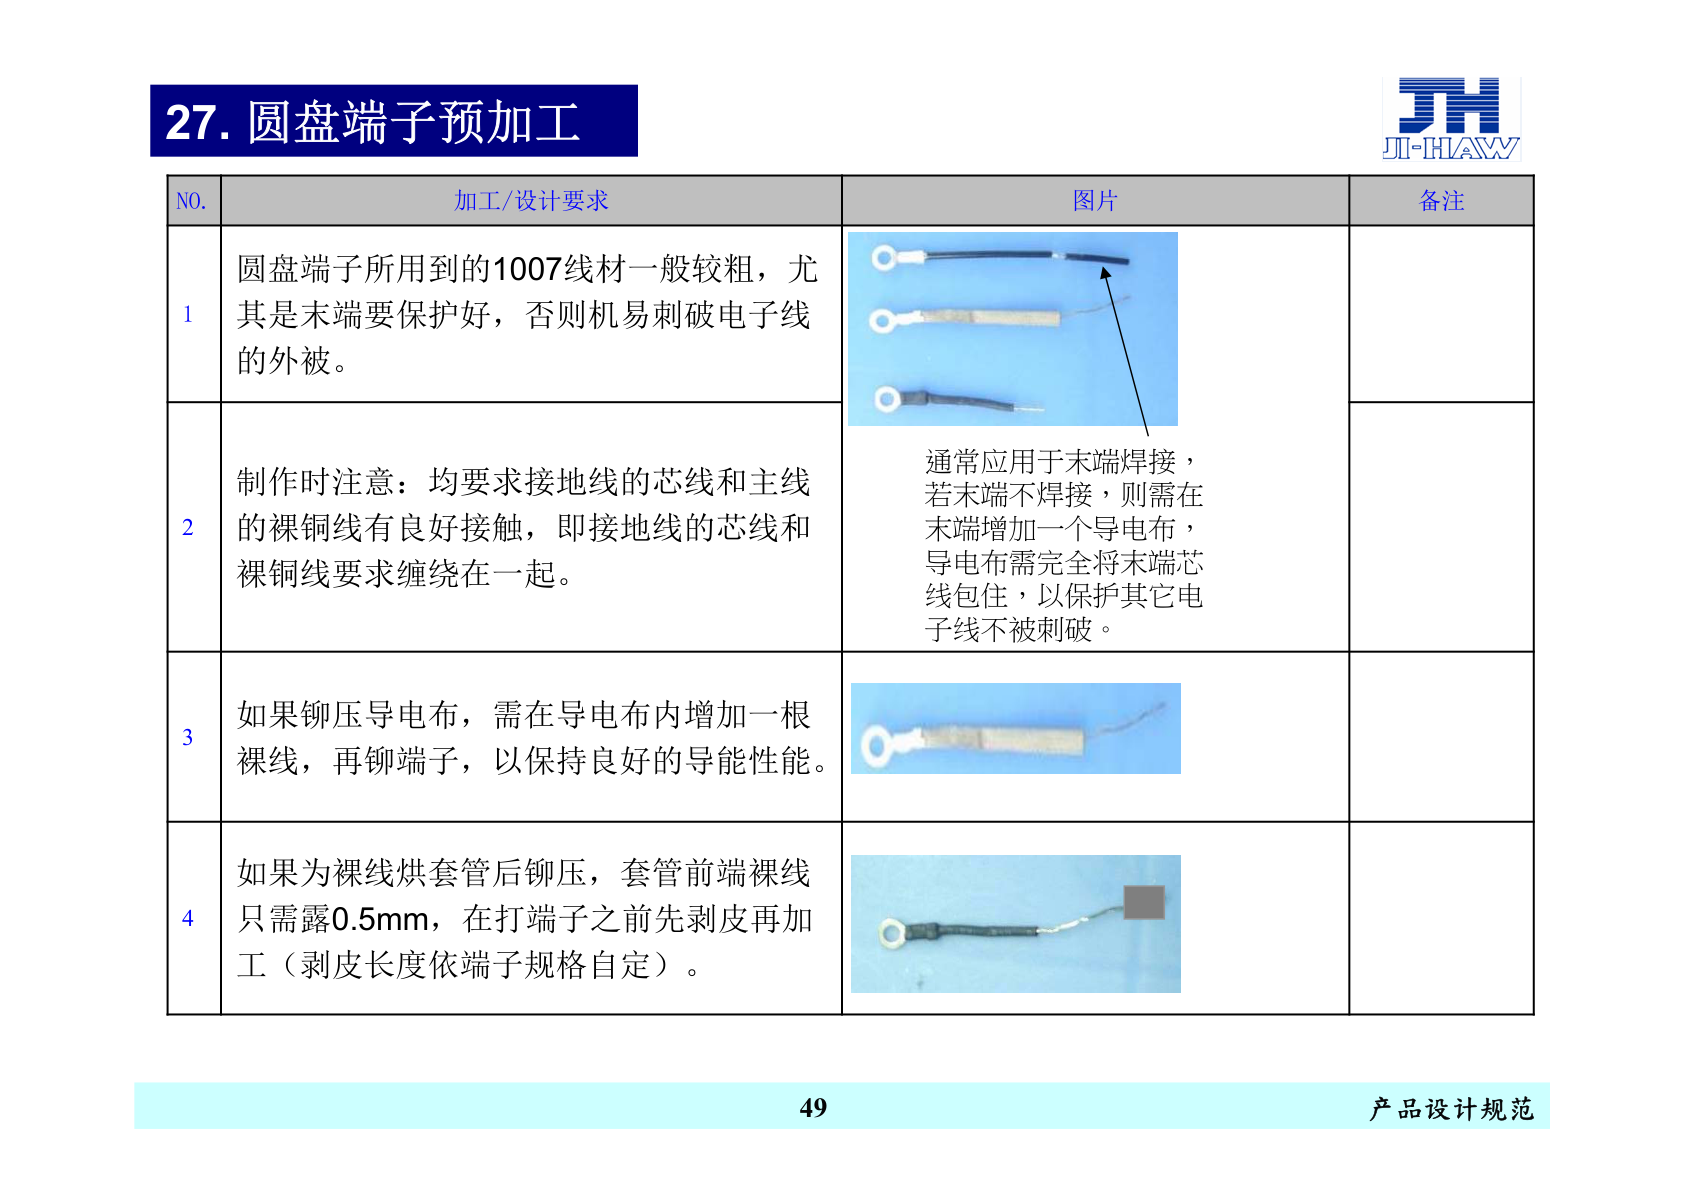 27. 圆盘端子预加工
JH
JI-HAW
NO.
加工/设计要求
图片
备注
1
圆盘端子所用到的1007线材一般较粗，尤
其是末端要保护好，否则机易刺破电子线
的外被。
2
制作时注意：均要求接地线的芯线和主线
的裸铜线有良好接触，即接地线的芯线和
裸铜线要求缠绕在一起。
通常应用于末端焊接，
若末端不焊接，则需在
末端增加一个导电布，
导电布需完全将末端芯
线包住，以保护其它电
子线不被刺破。
3
如果铆压导电布，需在导电布内增加一根
裸线，再铆端子，以保持良好的导能性能。
4
如果为裸线烘套管后铆压，套管前端裸线
只需露0.5mm，在打端子之前先剥皮再加
工（剥皮长度依端子规格自定）。
49
产品设计规范